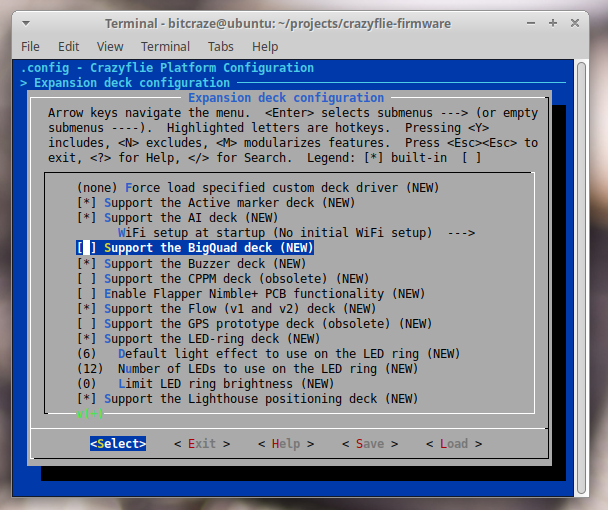 Terminal - bitcraze@ubuntu: ~/projects/crazyflie-firmware
File Edit View Terminal Tabs Help
.config - Crazyflie Platform Configuration
> Expansion deck configuration
Expansion deck configuration
Arrow keys navigate the menu. <Enter> selects submenus ---> (or empty
submenus ----). Highlighted letters are hotkeys. Pressing <Y>
includes, <N> excludes, <M> modularizes features. Press <Esc><Esc> to
exit, <?> for Help, </> for Search. Legend: [*] built-in [ ]
(none) Force load specified custom deck driver (NEW)
[*] Support the Active marker deck (NEW)
[*] Support the AI deck (NEW)
WiFi setup at startup (No initial WiFi setup) --->
[ ] Support the BigQuad deck (NEW)
[*] Support the Buzzer deck (NEW)
[ ] Support the CPPM deck (obsolete) (NEW)
[ ] Enable Flapper Nimble+ PCB functionality (NEW)
[*] Support the Flow (v1 and v2) deck (NEW)
[ ] Support the GPS prototype deck (obsolete) (NEW)
[*] Support the LED-ring deck (NEW)
(6) Default light effect to use on the LED ring (NEW)
(12) Number of LEDs to use on the LED ring (NEW)
(0) Limit LED ring brightness (NEW)
[*] Support the Lighthouse positioning deck (NEW)
<Select> < Exit > < Help > < Save > < Load >